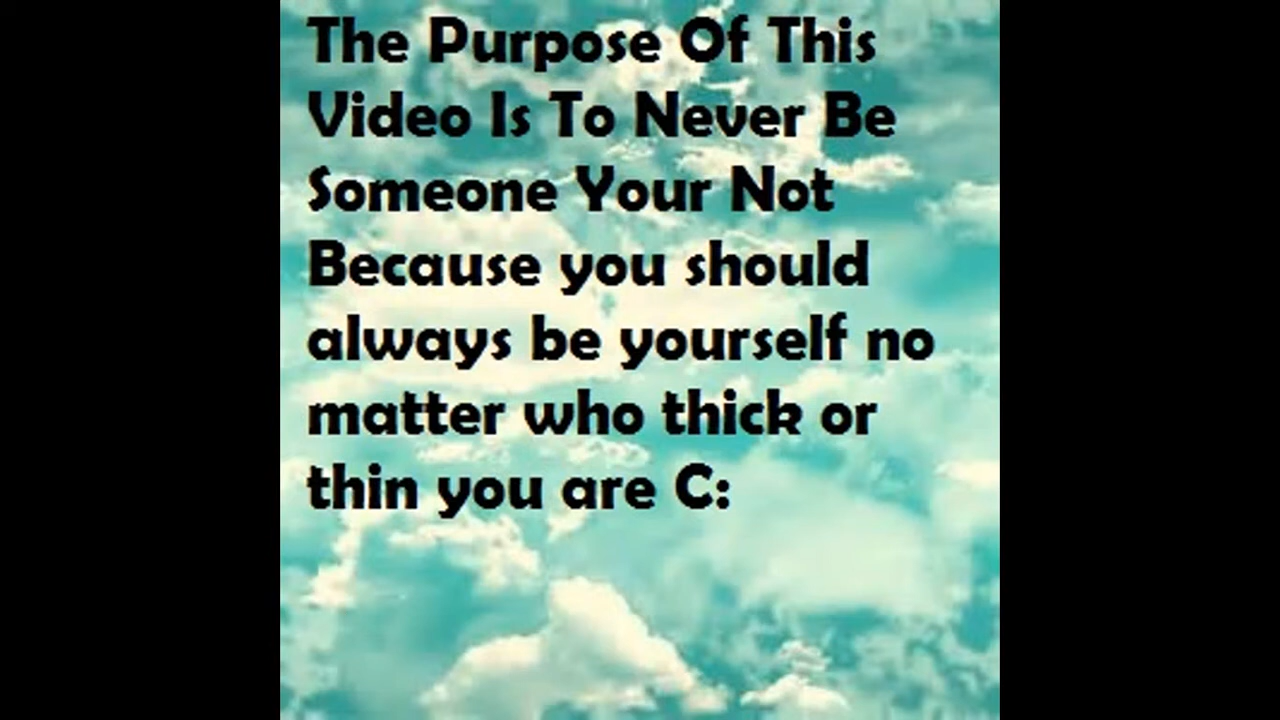 The Purpose Of This
Video Is To Never Be
Someone Your Not
Because you should
always be yourself no
matter who thick or
thin you are C: